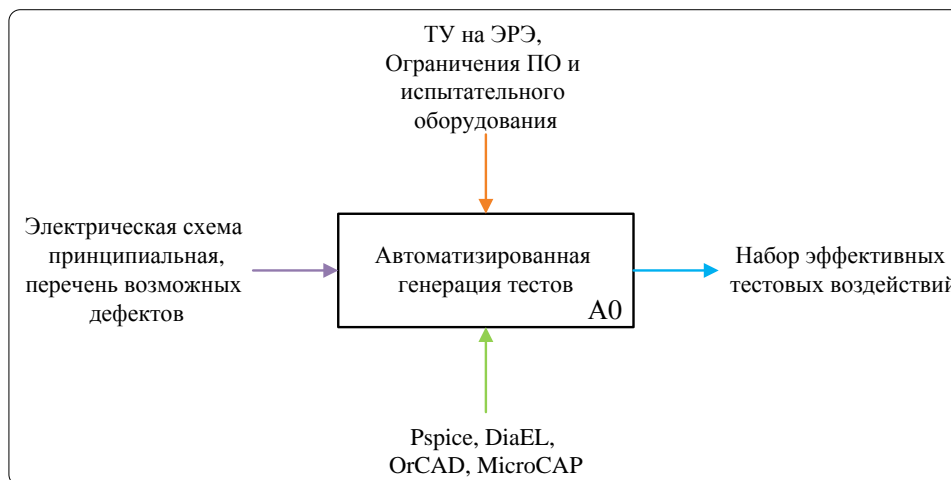 ТУ на ЭРЭ,
Ограничения ПО и
испытательного
оборудования
Электрическая схема
принципиальная,
перечень возможных
дефектов
Автоматизированная
генерация тестов
А0
Набор эффективных
тестовых воздействий
Pspice, DiaEL,
OrCAD, MicroCAP